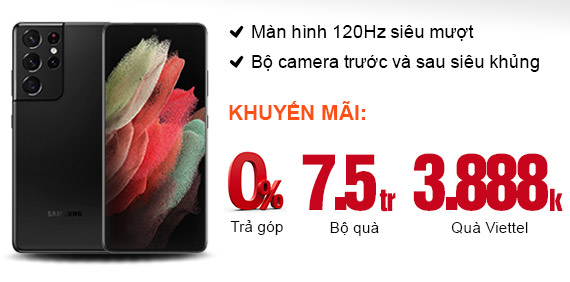 ✓ Màn hình 120Hz siêu mượt
✓ Bộ camera trước và sau siêu khủng
KHUYẾN MÃI:
0% 7.5tr 3.888k
Trả góp Bộ quà Quà Viettel
SAMSUNG